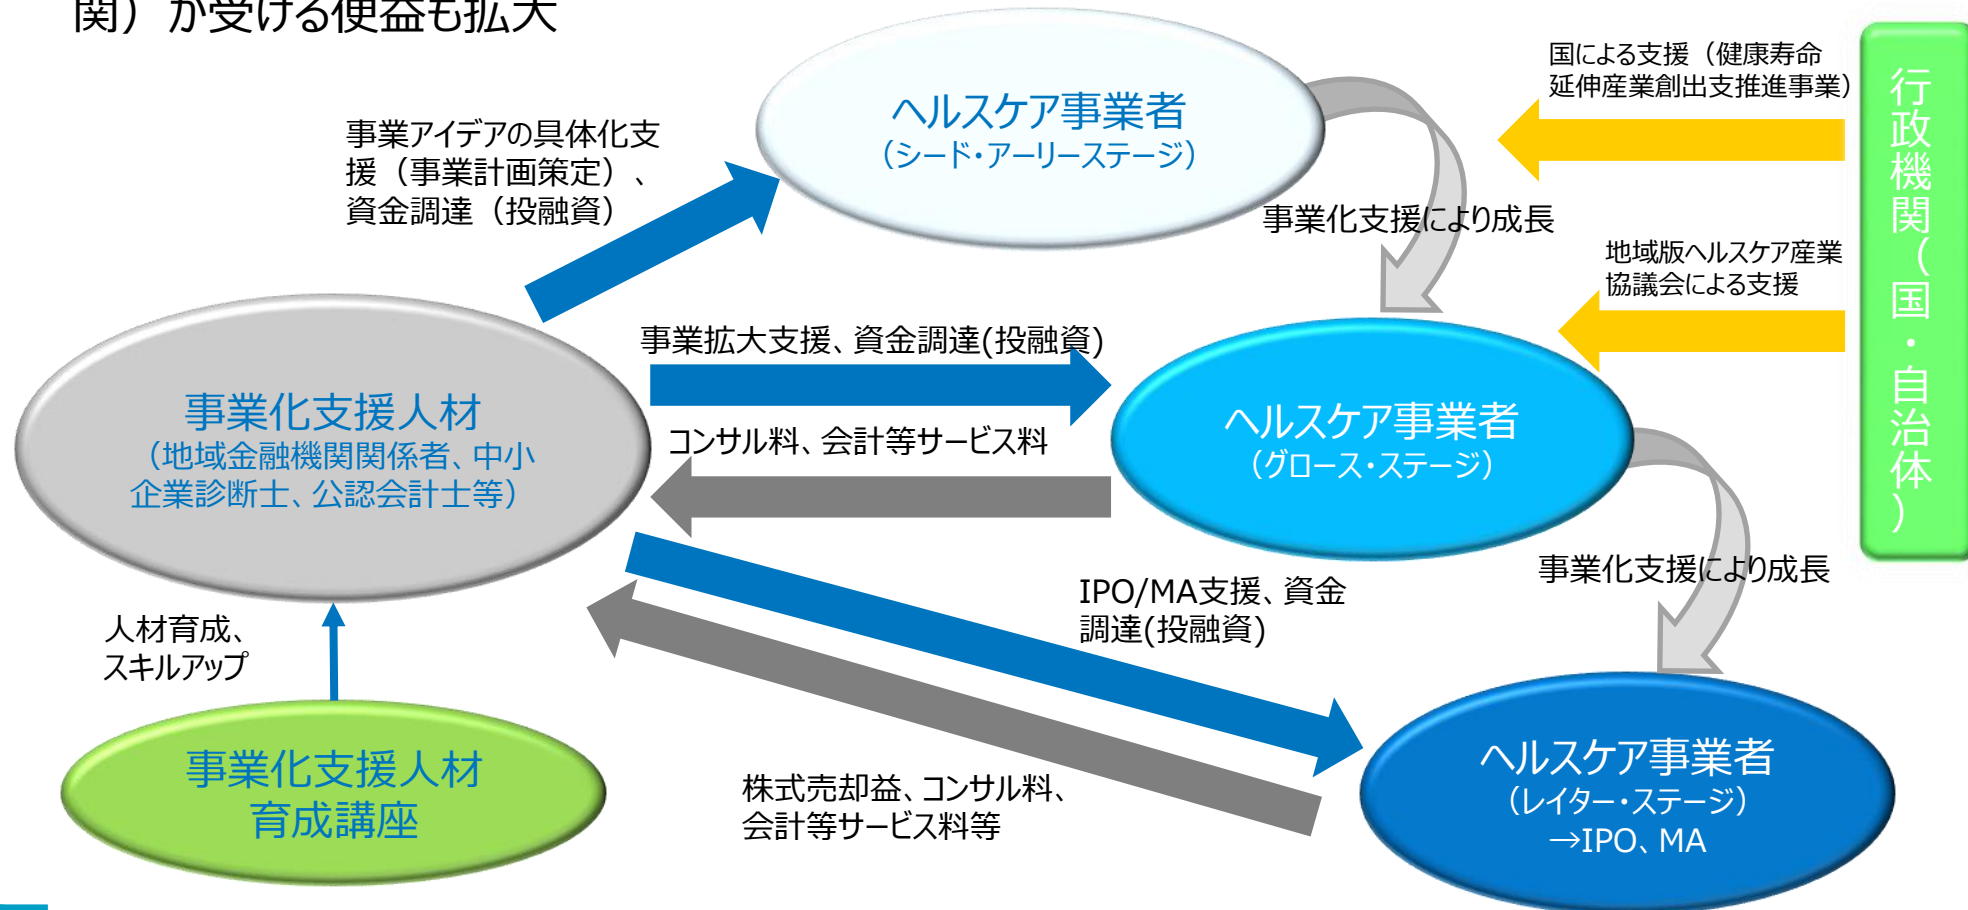 関）が受ける便益も拡大
国による支援（健康寿命
延伸産業創出支推進事業）
行政機関（国・自治体）
ヘルスケア事業者
（シード・アーリーステージ）
事業アイデアの具体化支
援（事業計画策定）、
資金調達（投融資）
事業化支援により成長
地域版ヘルスケア産業
協議会による支援
事業拡大支援、資金調達(投融資)
事業化支援人材
（地域金融機関関係者、中小
企業診断士、公認会計士等）
コンサル料、会計等サービス料
ヘルスケア事業者
（グロース・ステージ）
事業化支援により成長
IPO/MA支援、資金
調達(投融資)
人材育成、
スキルアップ
事業化支援人材
育成講座
株式売却益、コンサル料、
会計等サービス料等
ヘルスケア事業者
（レイター・ステージ）
→IPO、MA